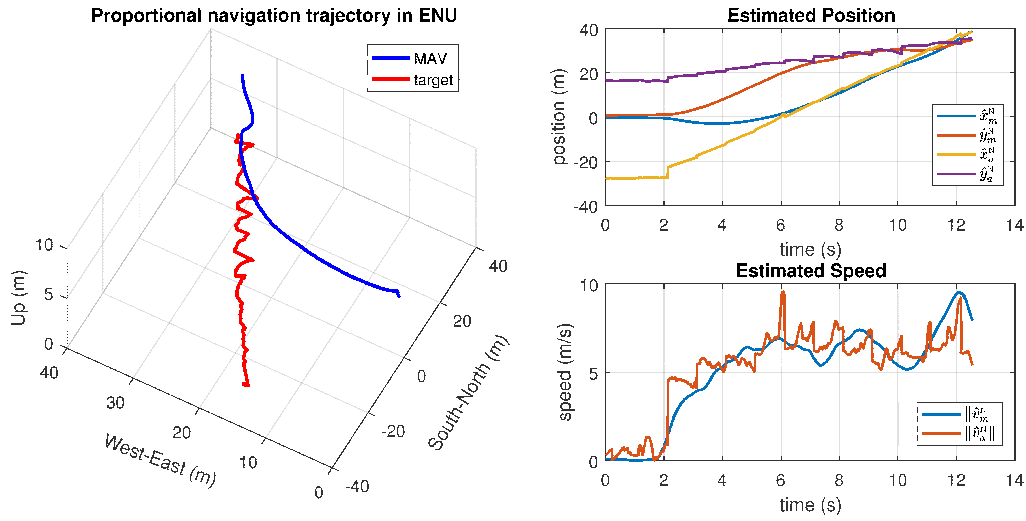 Proportional navigation trajectory in ENU
MAV
target
Up (m)
10
5
0
40
30
20
10
0
West-East (m)
-40
-20
0
20
40
South-North (m)
Estimated Position
position (m)
40
20
0
-20
-40
0 2 4 6 8 10 12 14
time (s)
Estimated Speed
speed (m/s)
10
5
0
0 2 4 6 8 10 12 14
time (s)